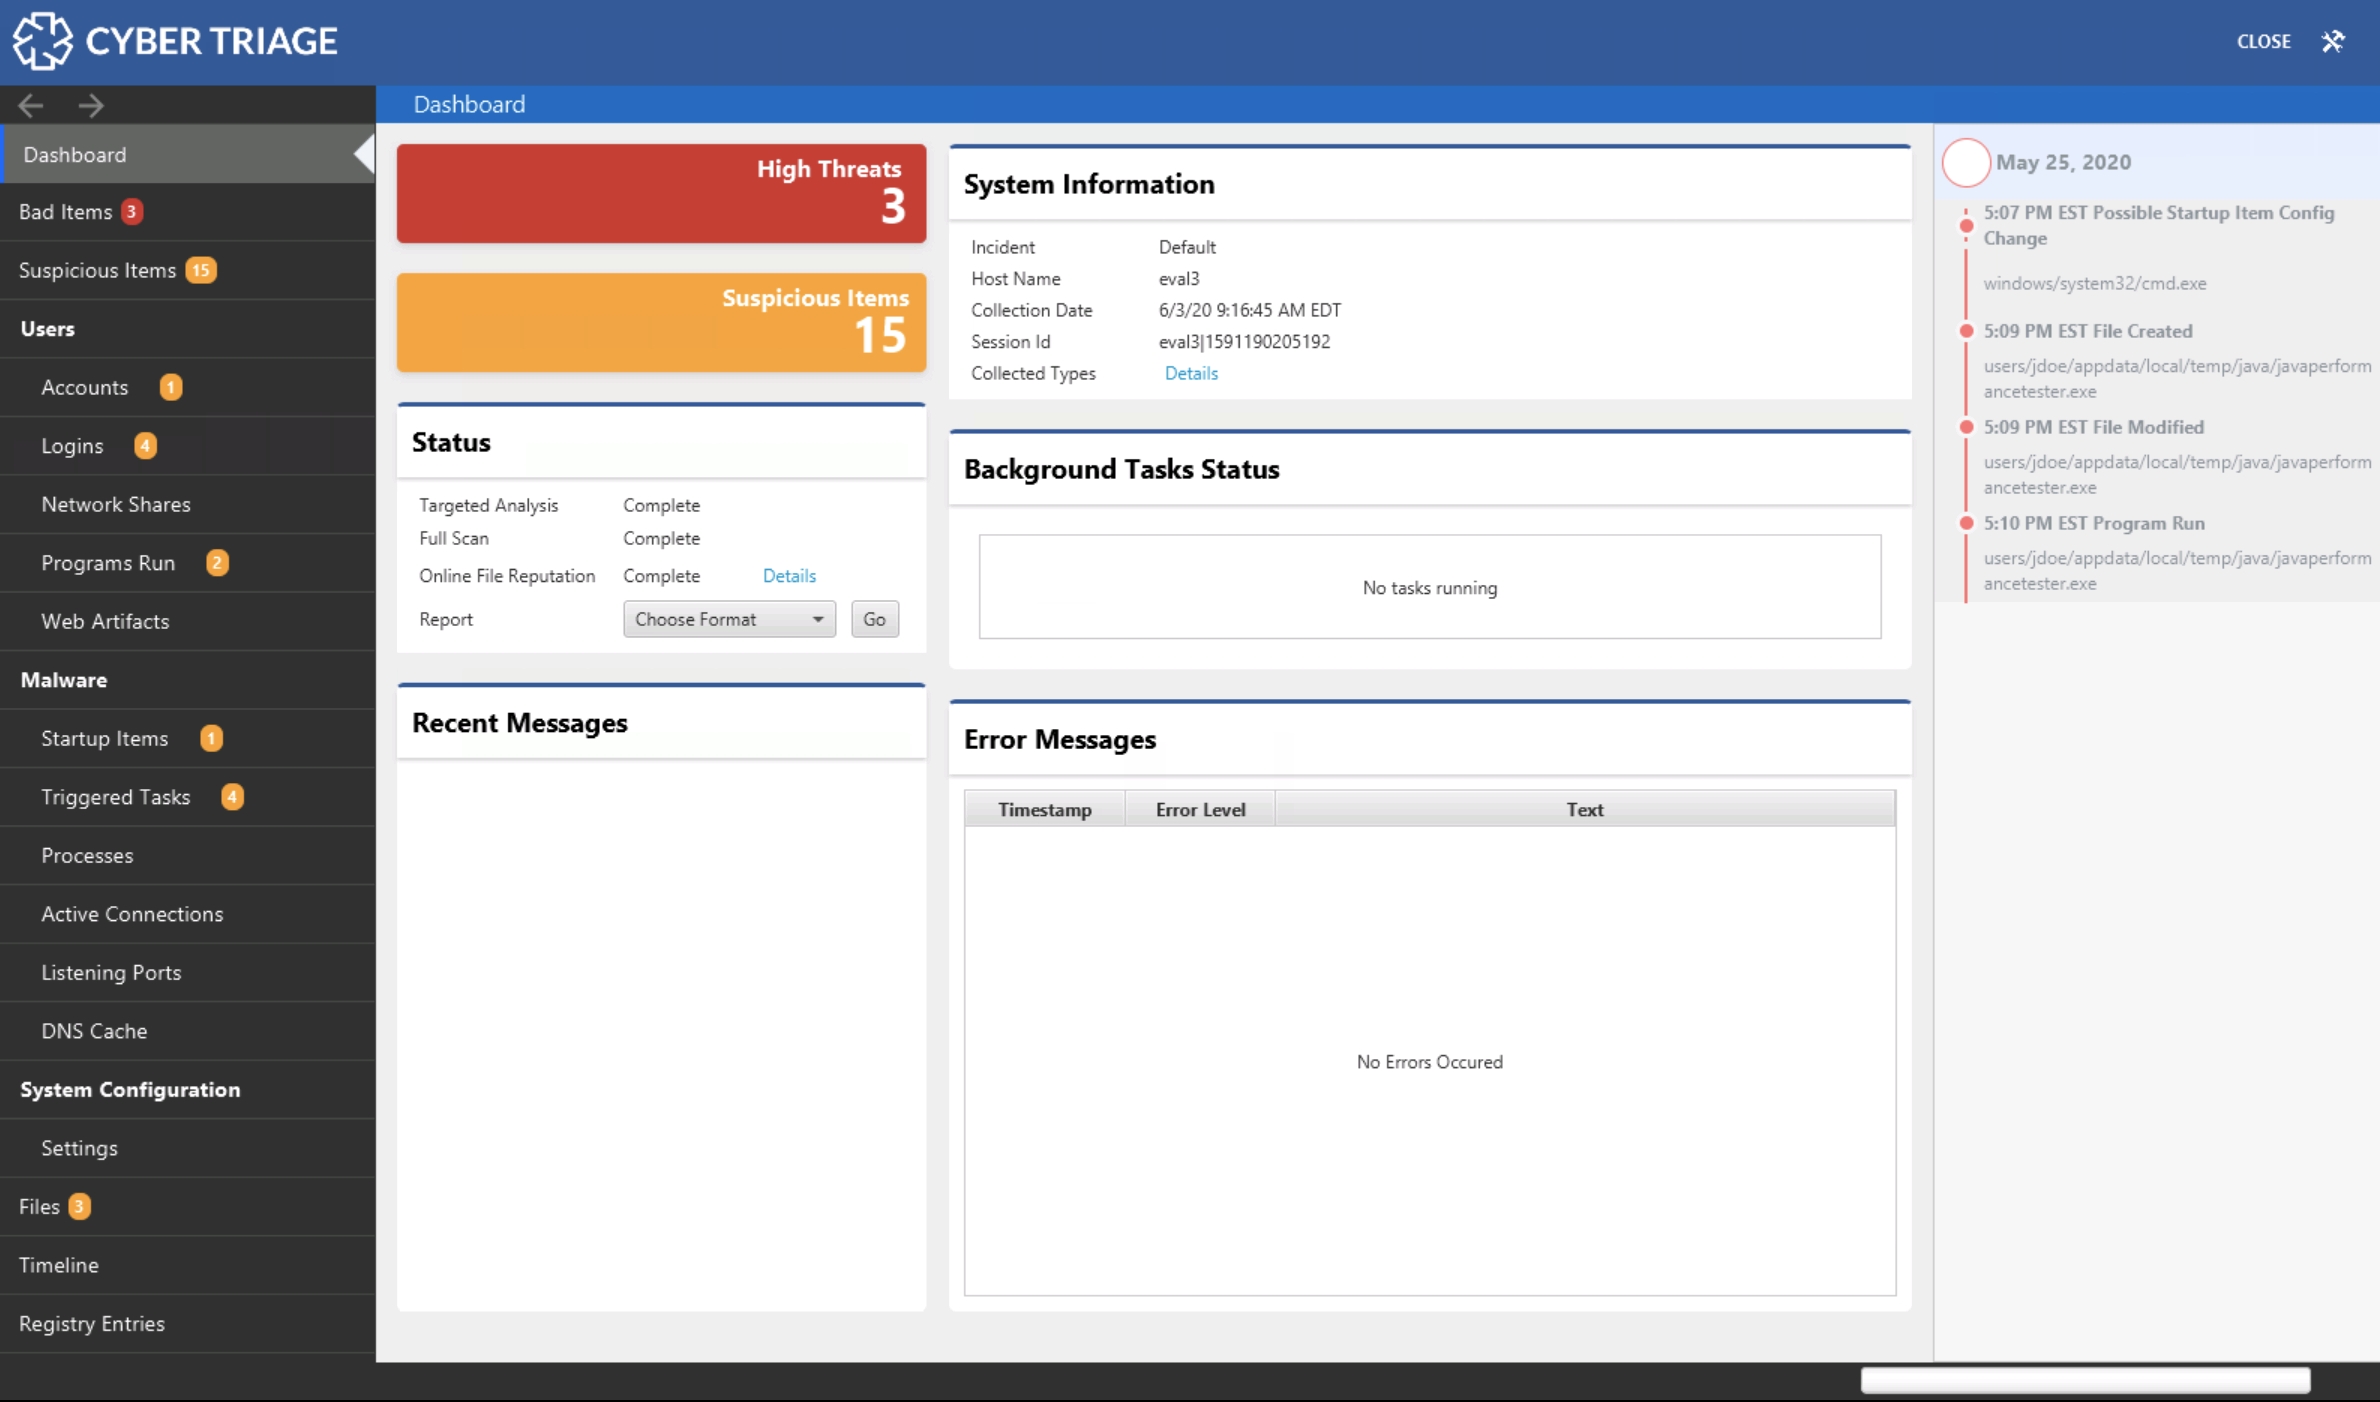 CYBER TRIAGE
CLOSE
Dashboard
Dashboard
Bad Items 3
Suspicious Items 15
Users
Accounts 1
Logins 4
Network Shares
Programs Run 2
Web Artifacts
Malware
Startup Items 1
Triggered Tasks 4
Processes
Active Connections
Listening Ports
DNS Cache
System Configuration
Settings
Files 3
Timeline
Registry Entries
High Threats
3
Suspicious Items
15
Status
Targeted Analysis Complete
Full Scan Complete
Online File Reputation Complete Details
Report Choose Format Go
Recent Messages
System Information
Incident Default
Host Name eval3
Collection Date 6/3/20 9:16:45 AM EDT
Session Id eval3|1591190205192
Collected Types Details
Background Tasks Status
No tasks running
Error Messages
Timestamp Error Level Text
No Errors Occured
May 25, 2020
5:07 PM EST Possible Startup Item Config
Change
windows/system32/cmd.exe
5:09 PM EST File Created
users/jdoe/appdata/local/temp/java/javaperform
ancetester.exe
5:09 PM EST File Modified
users/jdoe/appdata/local/temp/java/javaperform
ancetester.exe
5:10 PM EST Program Run
users/jdoe/appdata/local/temp/java/javaperform
ancetester.exe